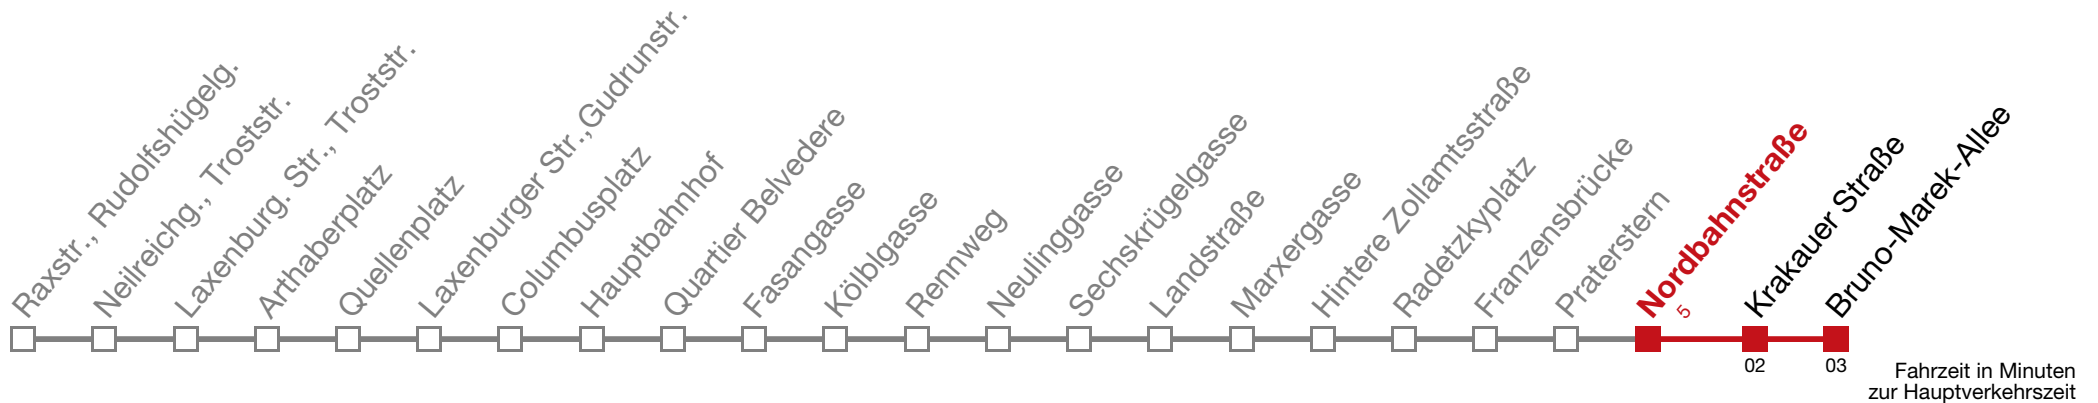 Raxstr., Rudolfshügelg.
Neilreichg., Troststr.
Laxenburg. Str., Troststr.
Arthaberplatz
Quellenplatz
Laxenburger Str.,Gudrunstr.
Columbusplatz
Hauptbahnhof
Quartier Belvedere
Fasangasse
Kölblgasse
Rennweg
Neulinggasse
Sechskrügelgasse
Landstraße
Marxergasse
Hintere Zollamtsstraße
Radetzkyplatz
Franzensbrücke
Praterstern
Nordbahnstraße
5
Krakauer Straße
Bruno-Marek-Allee
02
03
Fahrzeit in Minuten
zur Hauptverkehrszeit